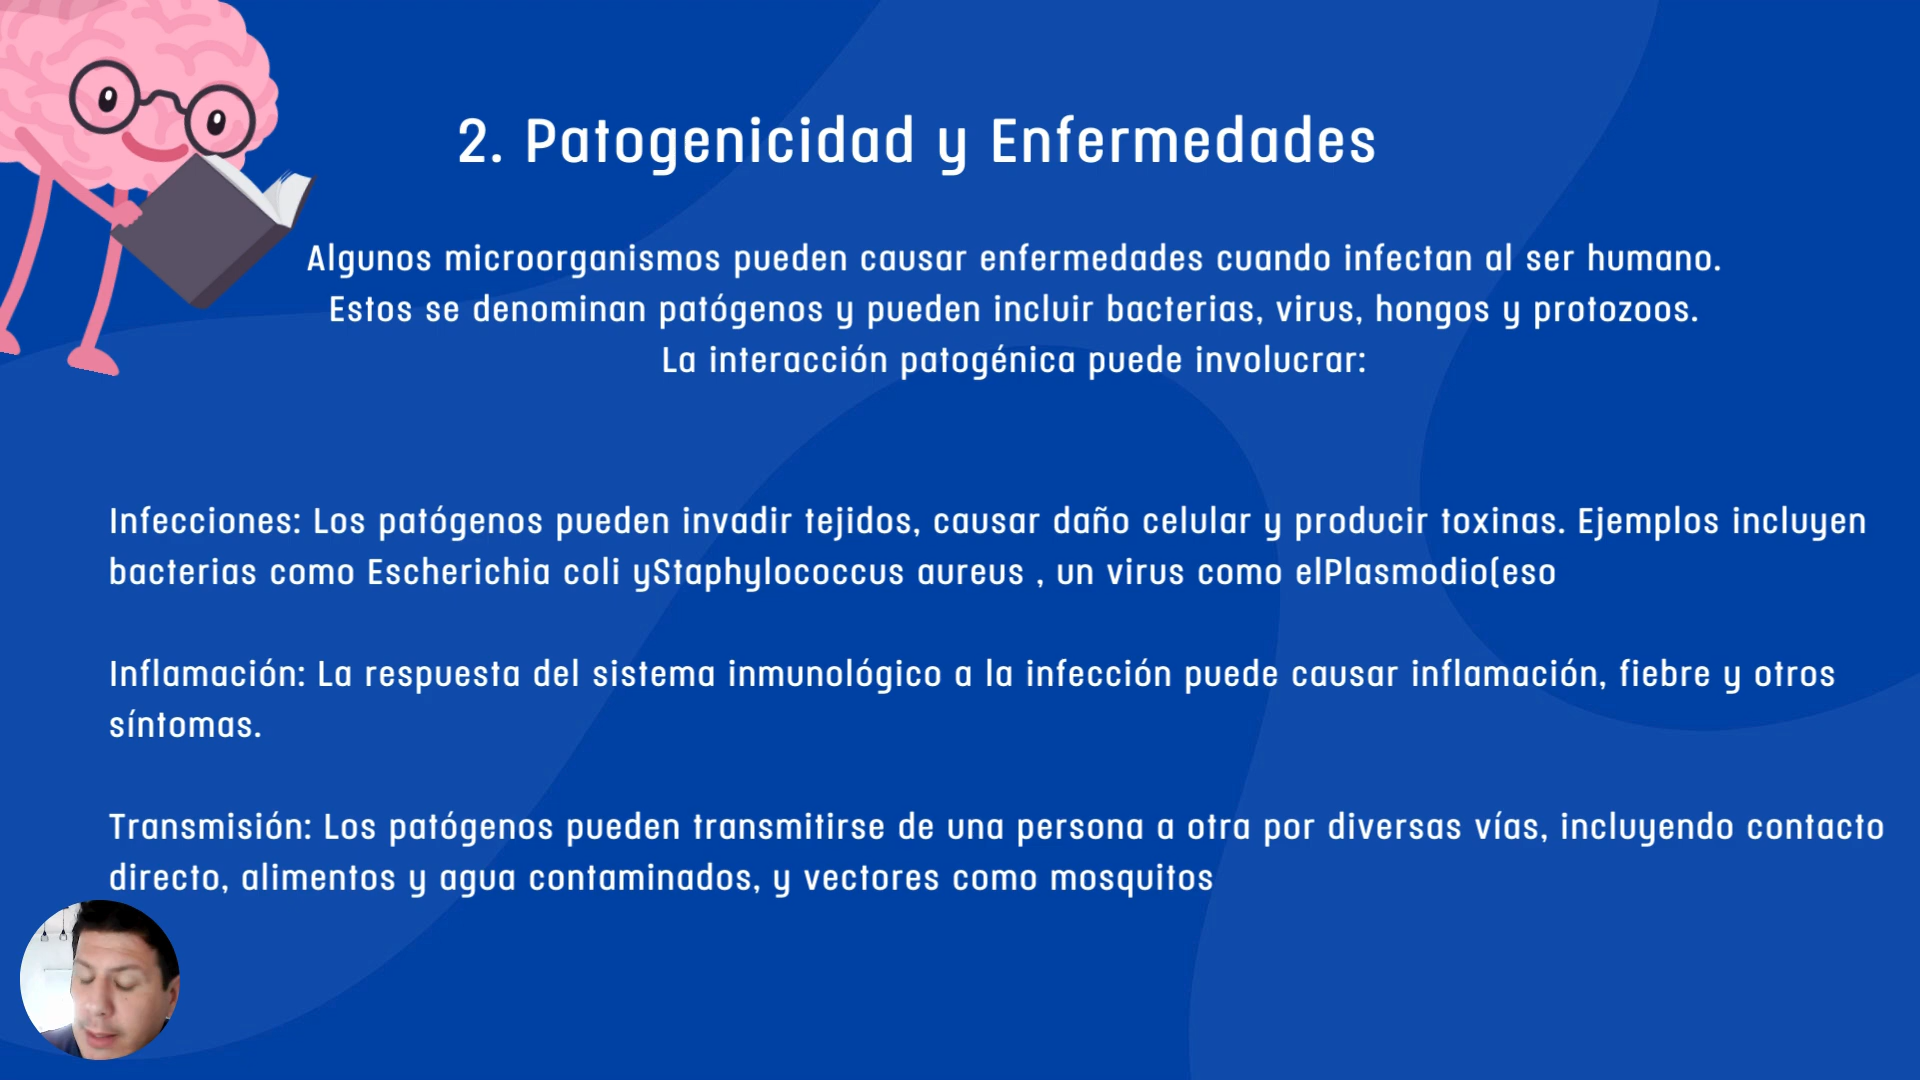 2. Patogenicidad y Enfermedades
Algunos microorganismos pueden causar enfermedades cuando infectan al ser humano.
Estos se denominan patógenos y pueden incluir bacterias, virus, hongos y protozoos.
La interacción patogénica puede involucrar:
Infecciones: Los patógenos pueden invadir tejidos, causar daño celular y producir toxinas. Ejemplos incluyen
bacterias como Escherichia coli yStaphylococcus aureus , un virus como elPlasmodio(eso
Inflamación: La respuesta del sistema inmunológico a la infección puede causar inflamación, fiebre y otros
síntomas.
Transmisión: Los patógenos pueden transmitirse de una persona a otra por diversas vías, incluyendo contacto
directo, alimentos y agua contaminados, y vectores como mosquitos